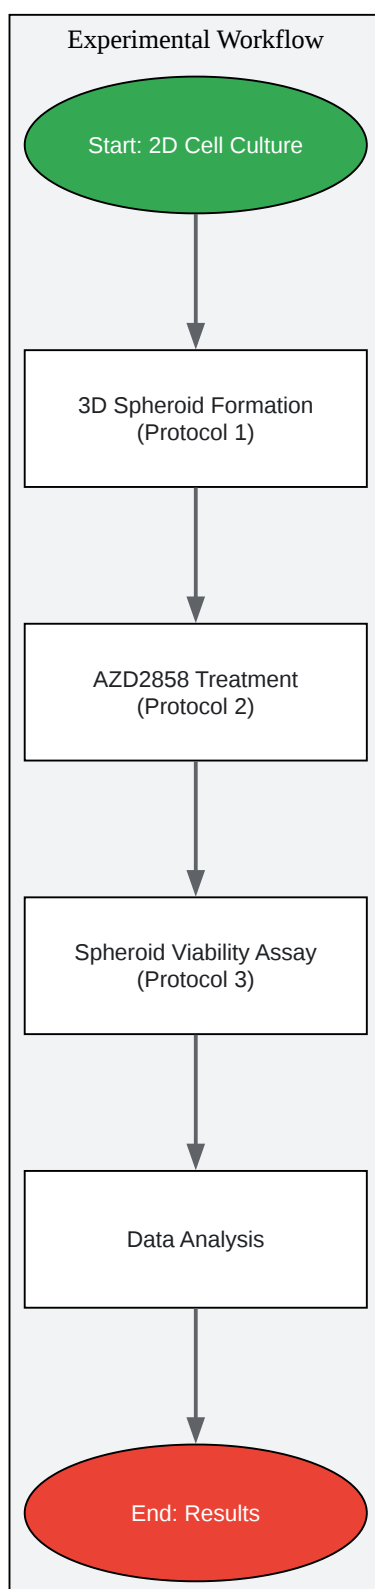 Experimental Workflow
Start: 2D Cell Culture
3D Spheroid Formation
(Protocol 1)
AZD2858 Treatment
(Protocol 2)
Spheroid Viability Assay
(Protocol 3)
Data Analysis
End: Results